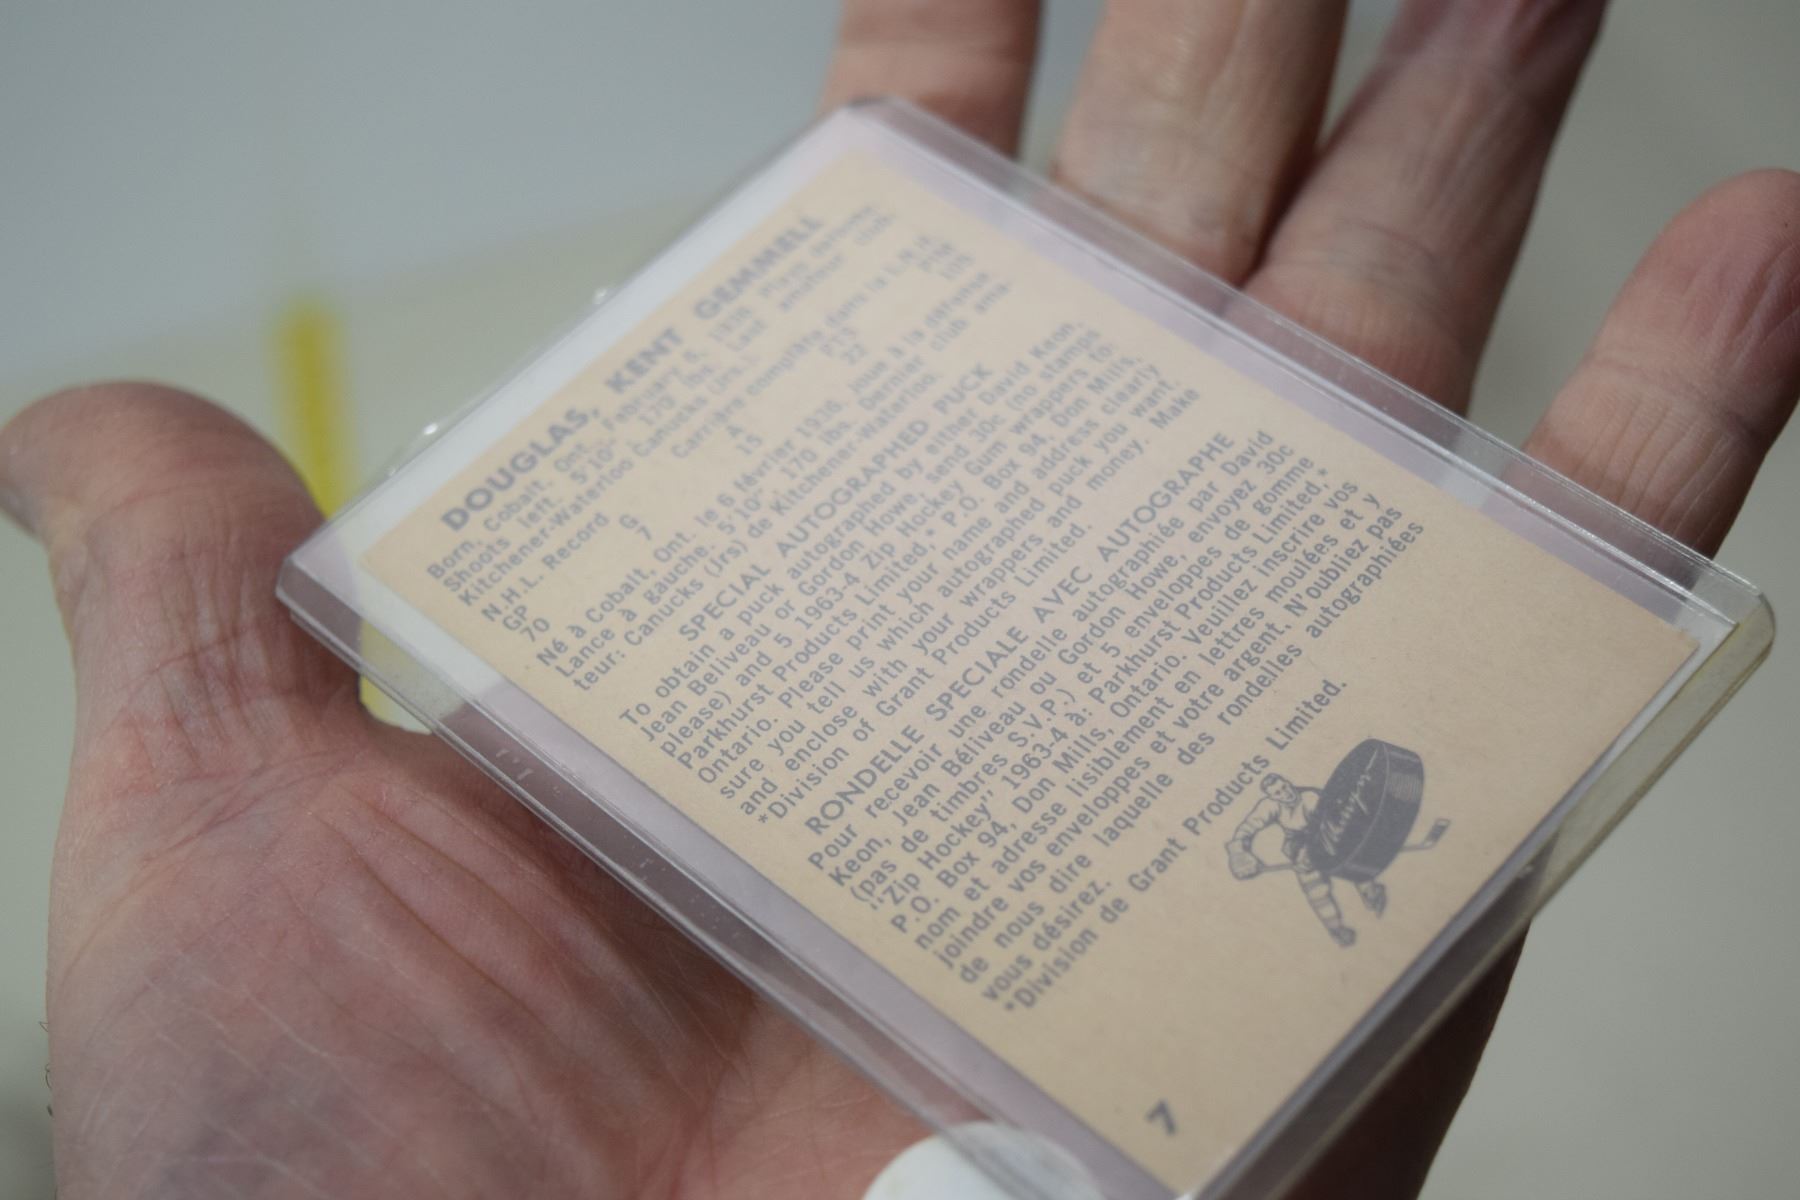 DOUGLAS, KENT GEMMELL
Born, Cobalt, Ont. February 6, 1936 Plays defense
Shoots left. 5'10". 170 lbs. Last amateur club,
Kitchener-Waterloo Canucks (jrs.)
N.H.L. Record Carrière complète dans la L.N.H.
GP G A PTS PIM
70 7 15 22 105
Né à Cobalt, Ont. le 6 février 1936, joue à la défense
Lance à gauche. 5'10". 170 lbs. Dernier club ama-
teur: Canucks (jrs) de Kitchener-Waterloo.
SPECIAL AUTOGRAPHED PUCK
To obtain a puck autographed by either David Keon,
Jean Beliveau or Gordon Howe, send 30c (no stamps
please) and 5 1963-4 Zip Hockey Gum wrappers to:
Parkhurst Products Limited,* P.O. Box 94, Don Mills,
Ontario. Please print your name and address clearly
sure you tell us which autographed puck you want.
and enclose with your wrappers and money. Make
*Division of Grant Products Limited.
RONDELLE SPECIALE AVEC AUTOGRAPHE
Pour recevoir une rondelle autographiée par David
Keon, Jean Béliveau ou Gordon Howe, envoyez 30c
(pas de timbres S.V.P.) et 5 enveloppes de gomme
"Zip Hockey" 1963-4 à: Parkhurst Products Limited,*
P.O. Box 94, Don Mills, Ontario. Veuillez inscrire vos
nom et adresse lisiblement en lettres moulées et y
joindre vos enveloppes et votre argent. N'oubliez pas
de nous dire laquelle des rondelles autographiées
vous désirez.
*Division de Grant Products Limited.
7